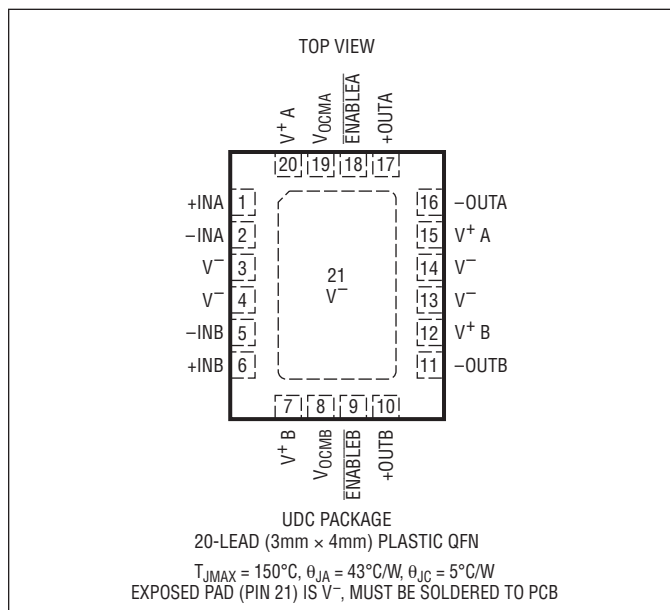 TOP VIEW
V+ A
VOCMA
ENABLEA
+OUTA
20 19 18 17
+INA 1
–INA 2
V– 3
V– 4
–INB 5
+INB 6
16 –OUTA
15 V+ A
14 V–
13 V–
12 V+ B
11 –OUTB
21
V–
7 8 9 10
V+ B
VOCMB
ENABLEB
+OUTB
UDC PACKAGE
20-LEAD (3mm × 4mm) PLASTIC QFN
TJMAX = 150°C, θJA = 43°C/W, θJC = 5°C/W
EXPOSED PAD (PIN 21) IS V–, MUST BE SOLDERED TO PCB